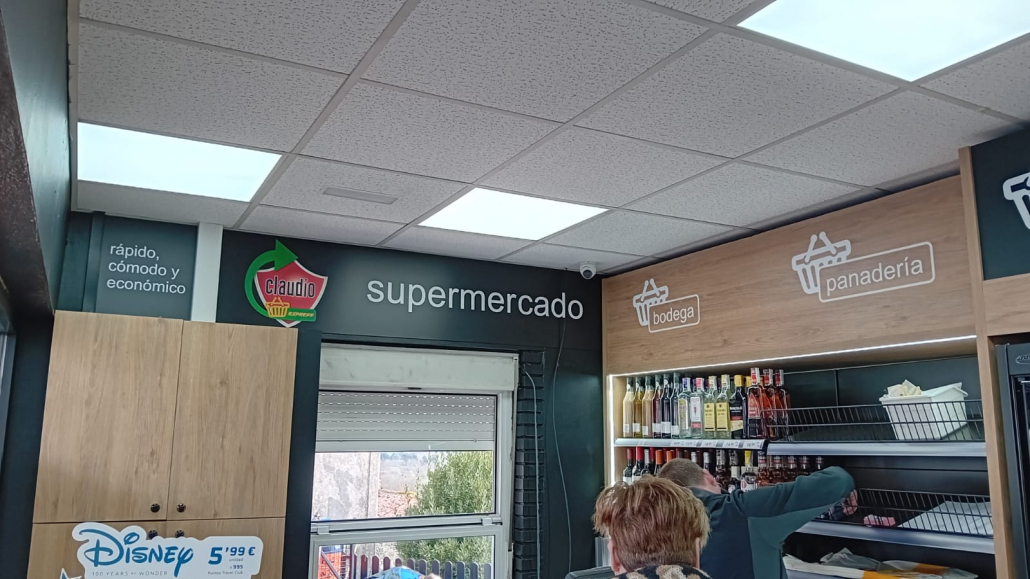 rápido,
cómodo y
económico
claudio
EXPRESS
supermercado
bodega
panadería
Disney
100 YEARS OF WONDER
5'99€